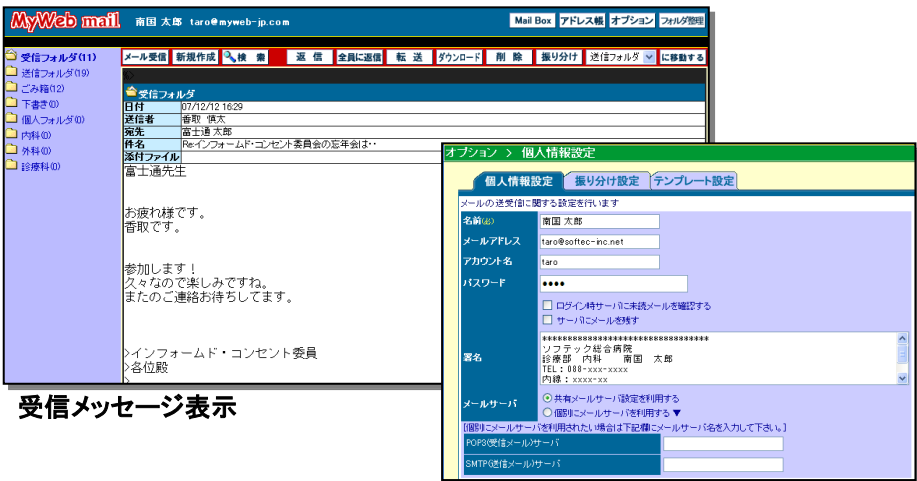 MyWeb mail 南国 太郎 taro@myweb-jp.com Mail Box アドレス帳 オプション フォルダ整理
受信フォルダ(11)
送信フォルダ(19)
ごみ箱(12)
下書き(0)
個人フォルダ(0)
内科(0)
外科(0)
診療科(0)
メール受信 新規作成 検 索 返 信 全員に返信 転 送 ダウンロード 削 除 振り分け 送信フォルダ に移動する
受信フォルダ
日付 07/12/12 16:29
送信者 香取 慎太
宛先 富士通 太郎
件名 Re:インフォームド・コンセント委員会の忘年会は・・
添付ファイル
富士通先生
お疲れ様です。
香取です。
参加します！
久々なので楽しみですね。
またのご連絡お待ちしてます。
>インフォームド・コンセント委員
>各位殿
>
受信メッセージ表示
オプション ＞ 個人情報設定
個人情報設定 振り分け設定 テンプレート設定
メールの送受信に関する設定を行います
名前(必) 南国 太郎
メールアドレス taro@softec-inc.net
アカウント名 taro
パスワード ●●●●
ログイン時サーバに未読メールを確認する
サーバにメールを残す
署名
*********************************
ソフテック総合病院
診療部 内科 南国 太郎
TEL：088-xxx-xxxx
内線：xxxx-xx
メールサーバ
共有メールサーバ設定を利用する
個別にメールサーバを利用する▼
[個別にメールサーバを利用されたい場合は下記欄にメールサーバ名を入力して下さい。]
POP3(受信メール)サーバ
SMTP(送信メール)サーバ